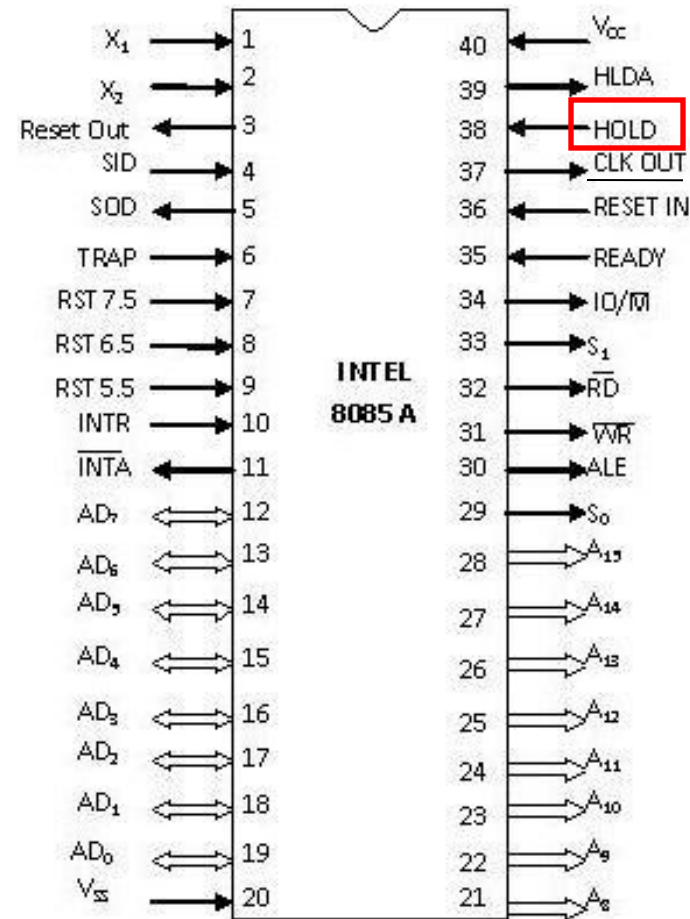 X₁ 1 40 Vcc
X₂ 2 39 HLDA
Reset Out 3 38 HOLD
SID 4 37 CLK OUT
SOD 5 36 RESET IN
TRAP 6 35 READY
RST 7.5 7 34 IO/M̅
RST 6.5 8 33 S₁
RST 5.5 9 32 R̅D̅
INTR 10 31 W̅R̅
I̅N̅T̅A̅ 11 30 ALE
AD₇ 12 29 S₀
AD₆ 13 28 A₁₅
AD₅ 14 27 A₁₄
AD₄ 15 26 A₁₃
AD₃ 16 25 A₁₂
AD₂ 17 24 A₁₁
AD₁ 18 23 A₁₀
AD₀ 19 22 A₉
Vss 20 21 A₈
INTEL
8085 A